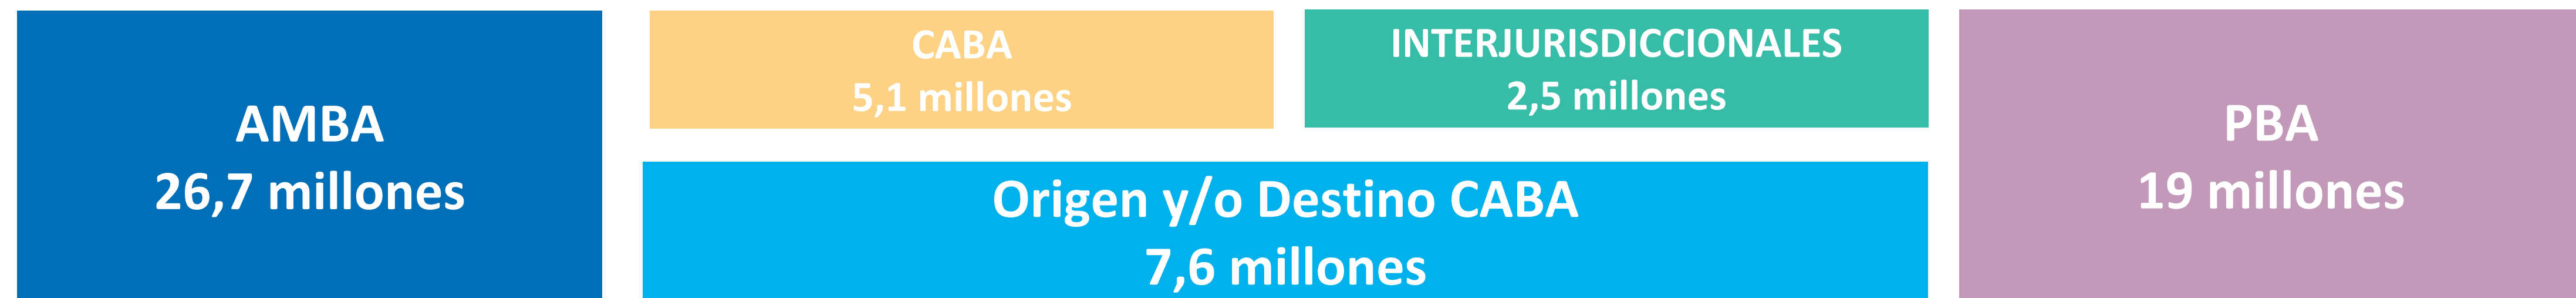 AMBA
26,7 millones
CABA
5,1 millones
INTERJURISDICCIONALES
2,5 millones
Origen y/o Destino CABA
7,6 millones
PBA
19 millones